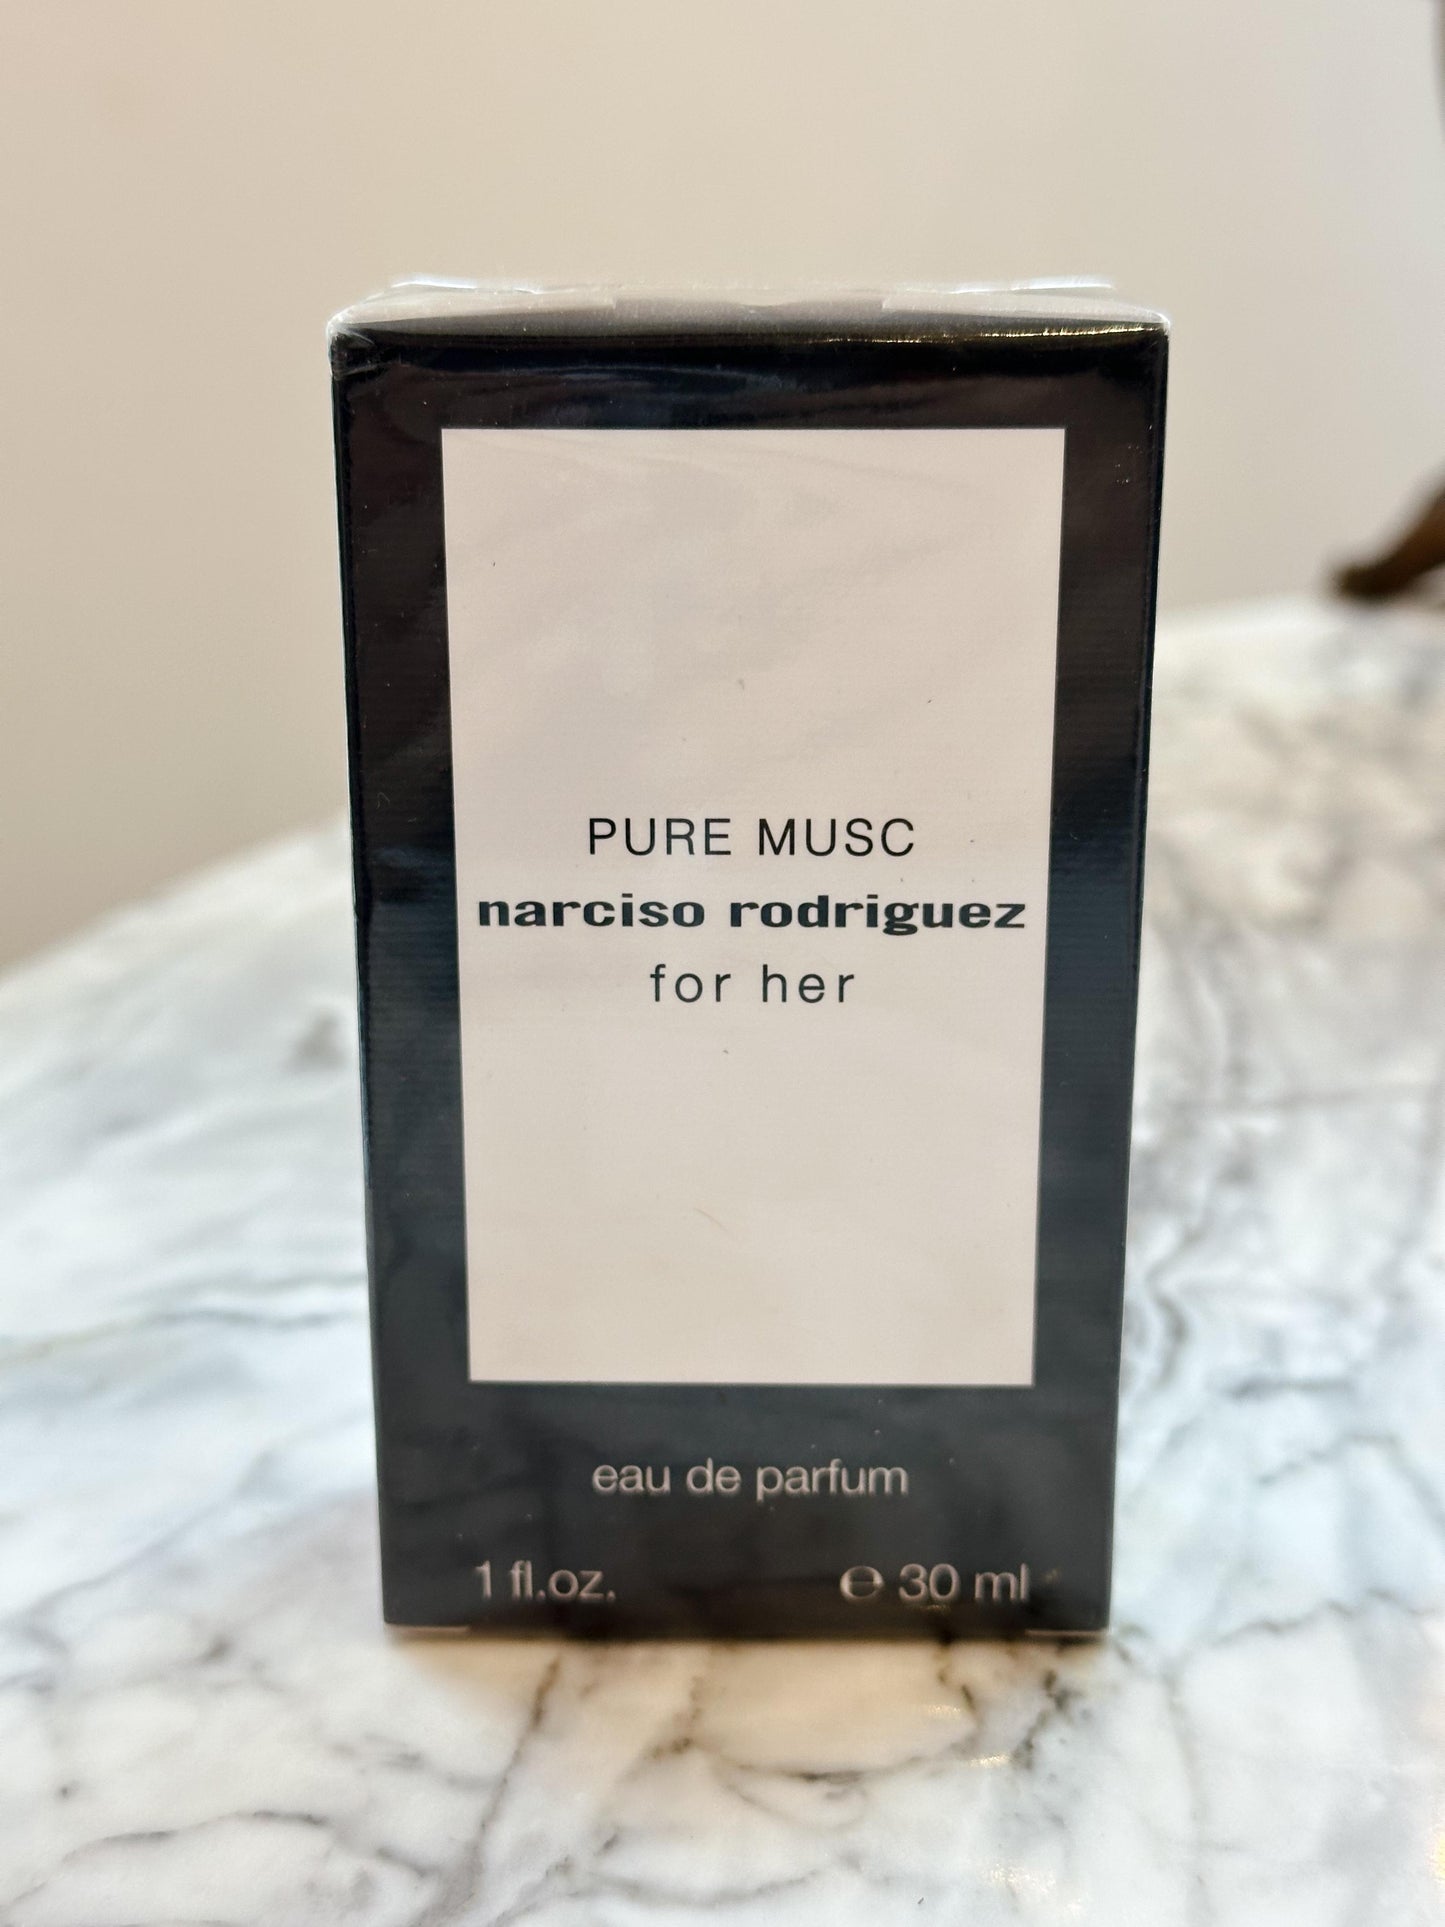 PURE MUSC
narciso rodriguez
for her
eau de parfum
1 fl.oz. ℮ 30 ml